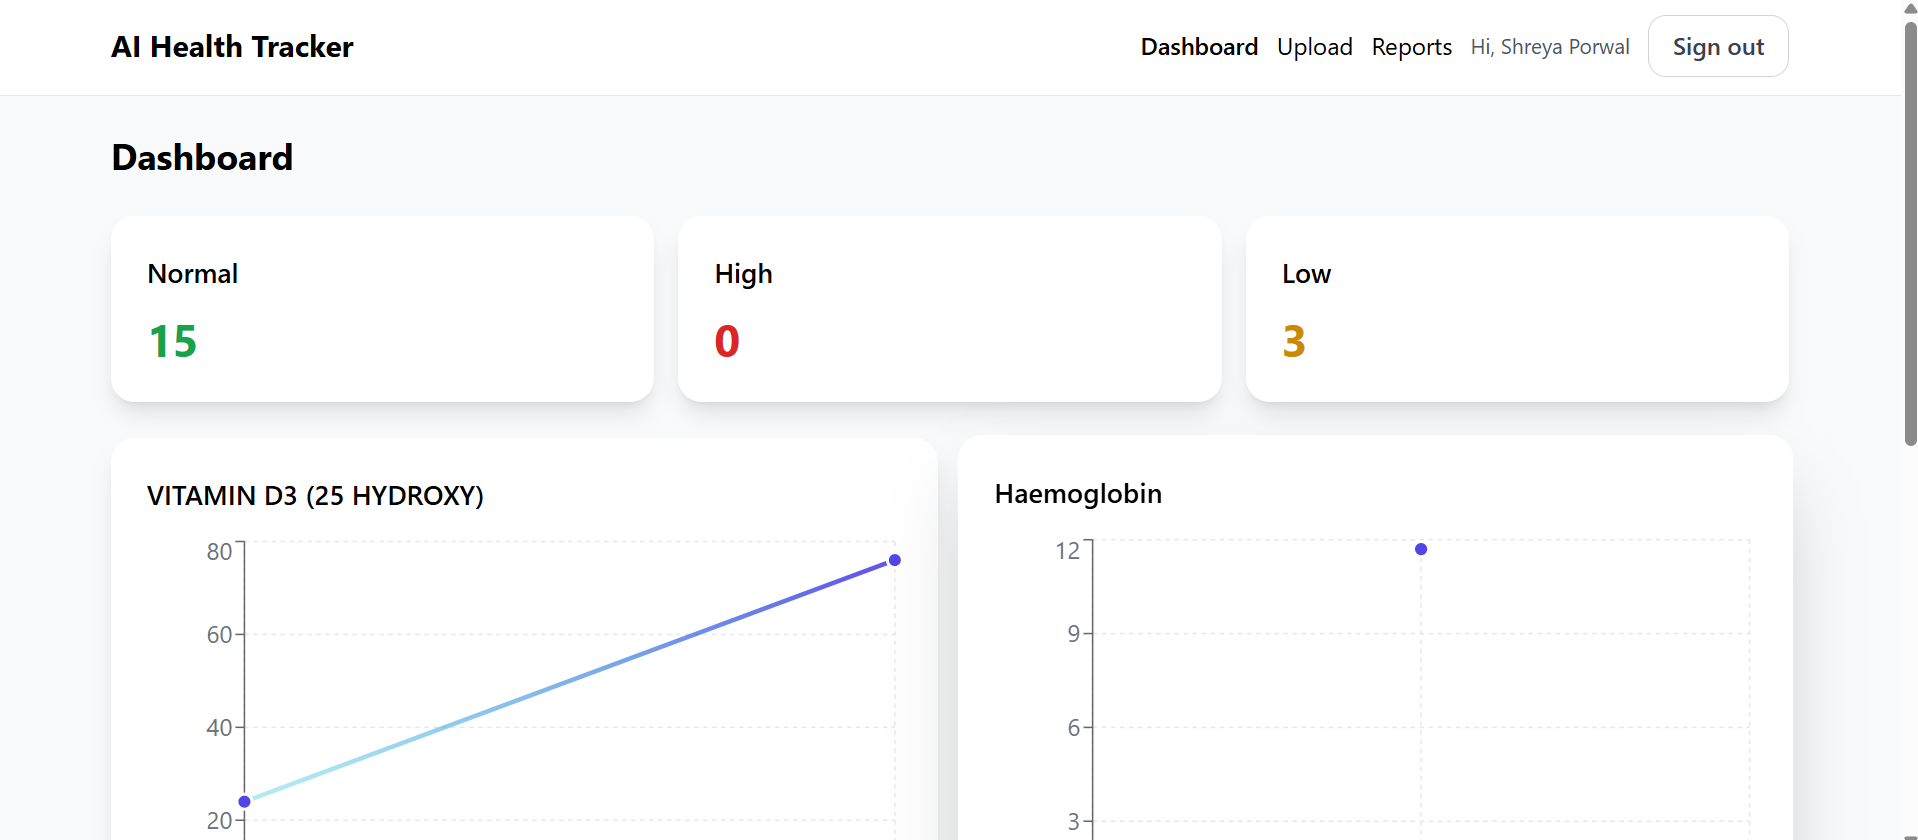 AI Health Tracker
Dashboard Upload Reports Hi, Shreya Porwal Sign out
Dashboard
Normal
15
High
0
Low
3
VITAMIN D3 (25 HYDROXY)
80
60
40
20
Haemoglobin
12
9
6
3